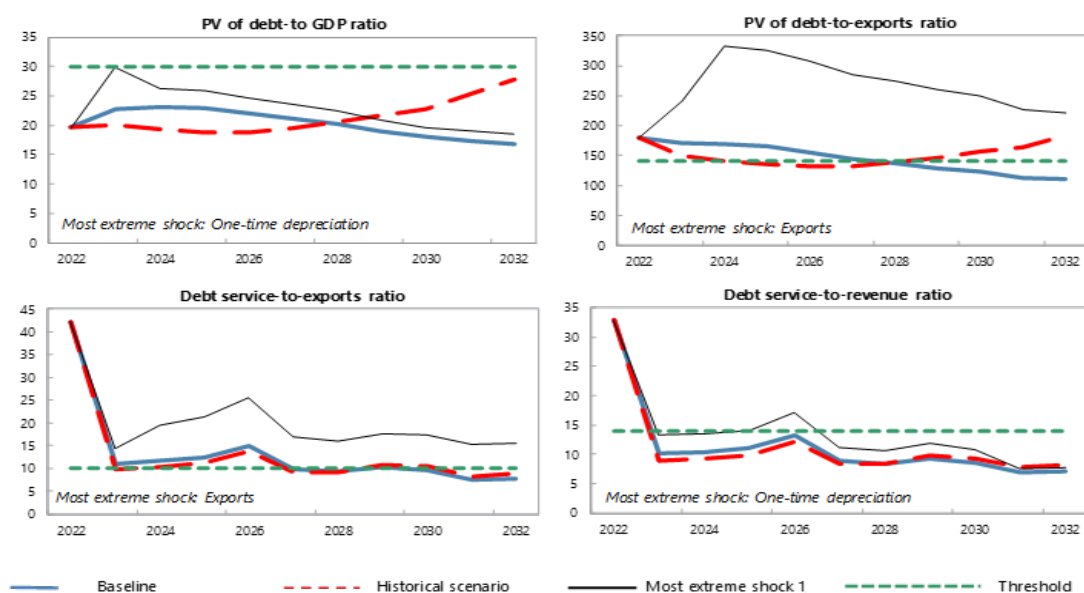 PV of debt-to GDP ratio
35
30
25
20
15
10
5
0
Most extreme shock: One-time depreciation
2022 2024 2026 2028 2030 2032
PV of debt-to-exports ratio
350
300
250
200
150
100
50
0
Most extreme shock: Exports
2022 2024 2026 2028 2030 2032
Debt service-to-exports ratio
45
40
35
30
25
20
15
10
5
0
Most extreme shock: Exports
2022 2024 2026 2028 2030 2032
Debt service-to-revenue ratio
35
30
25
20
15
10
5
0
Most extreme shock: One-time depreciation
2022 2024 2026 2028 2030 2032
Baseline Historical scenario Most extreme shock 1 Threshold